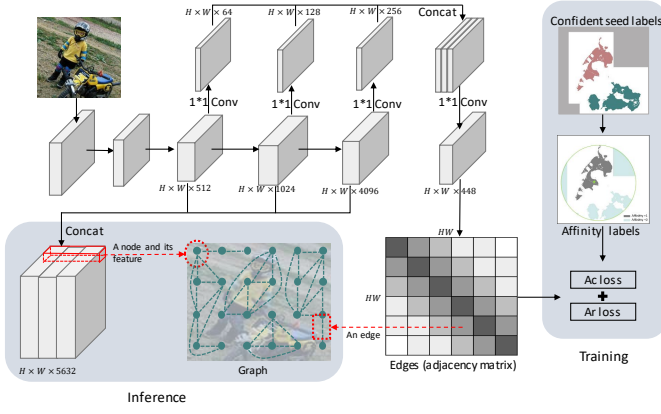 H × W × 64
H × W × 128
H × W × 256
Concat
Confident seed labels
1*1 Conv
1*1 Conv
1*1 Conv
1*1 Conv
H × W × 512
H × W × 1024
H × W × 4096
H × W × 448
Affinity=1
Affinity labels
Concat
A node and its
feature
HW
HW
Ac loss
+
Ar loss
An edge
H × W × 5632
Graph
Edges (adjacency matrix)
Training
Inference